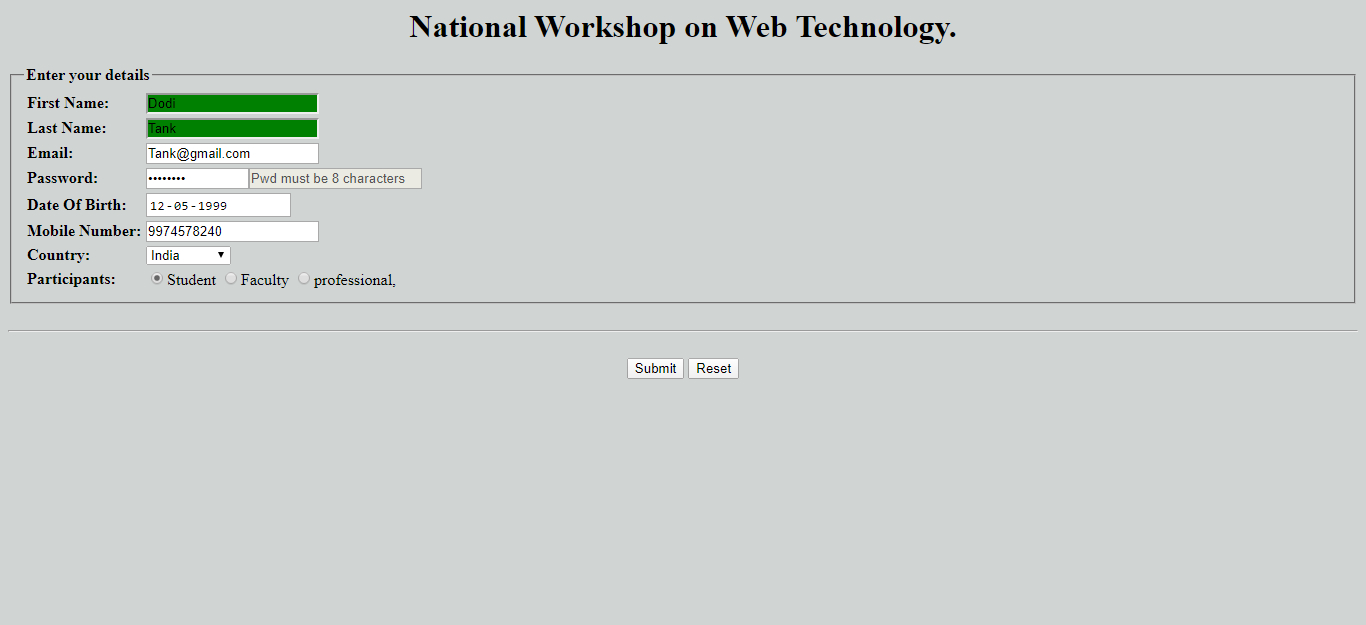 National Workshop on Web Technology.
Enter your details
First Name: Dodi
Last Name: Tank
Email: Tank@gmail.com
Password: •••••••• Pwd must be 8 characters
Date Of Birth: 12-05-1999
Mobile Number: 9974578240
Country: India
Participants: Student Faculty professional,
Submit Reset